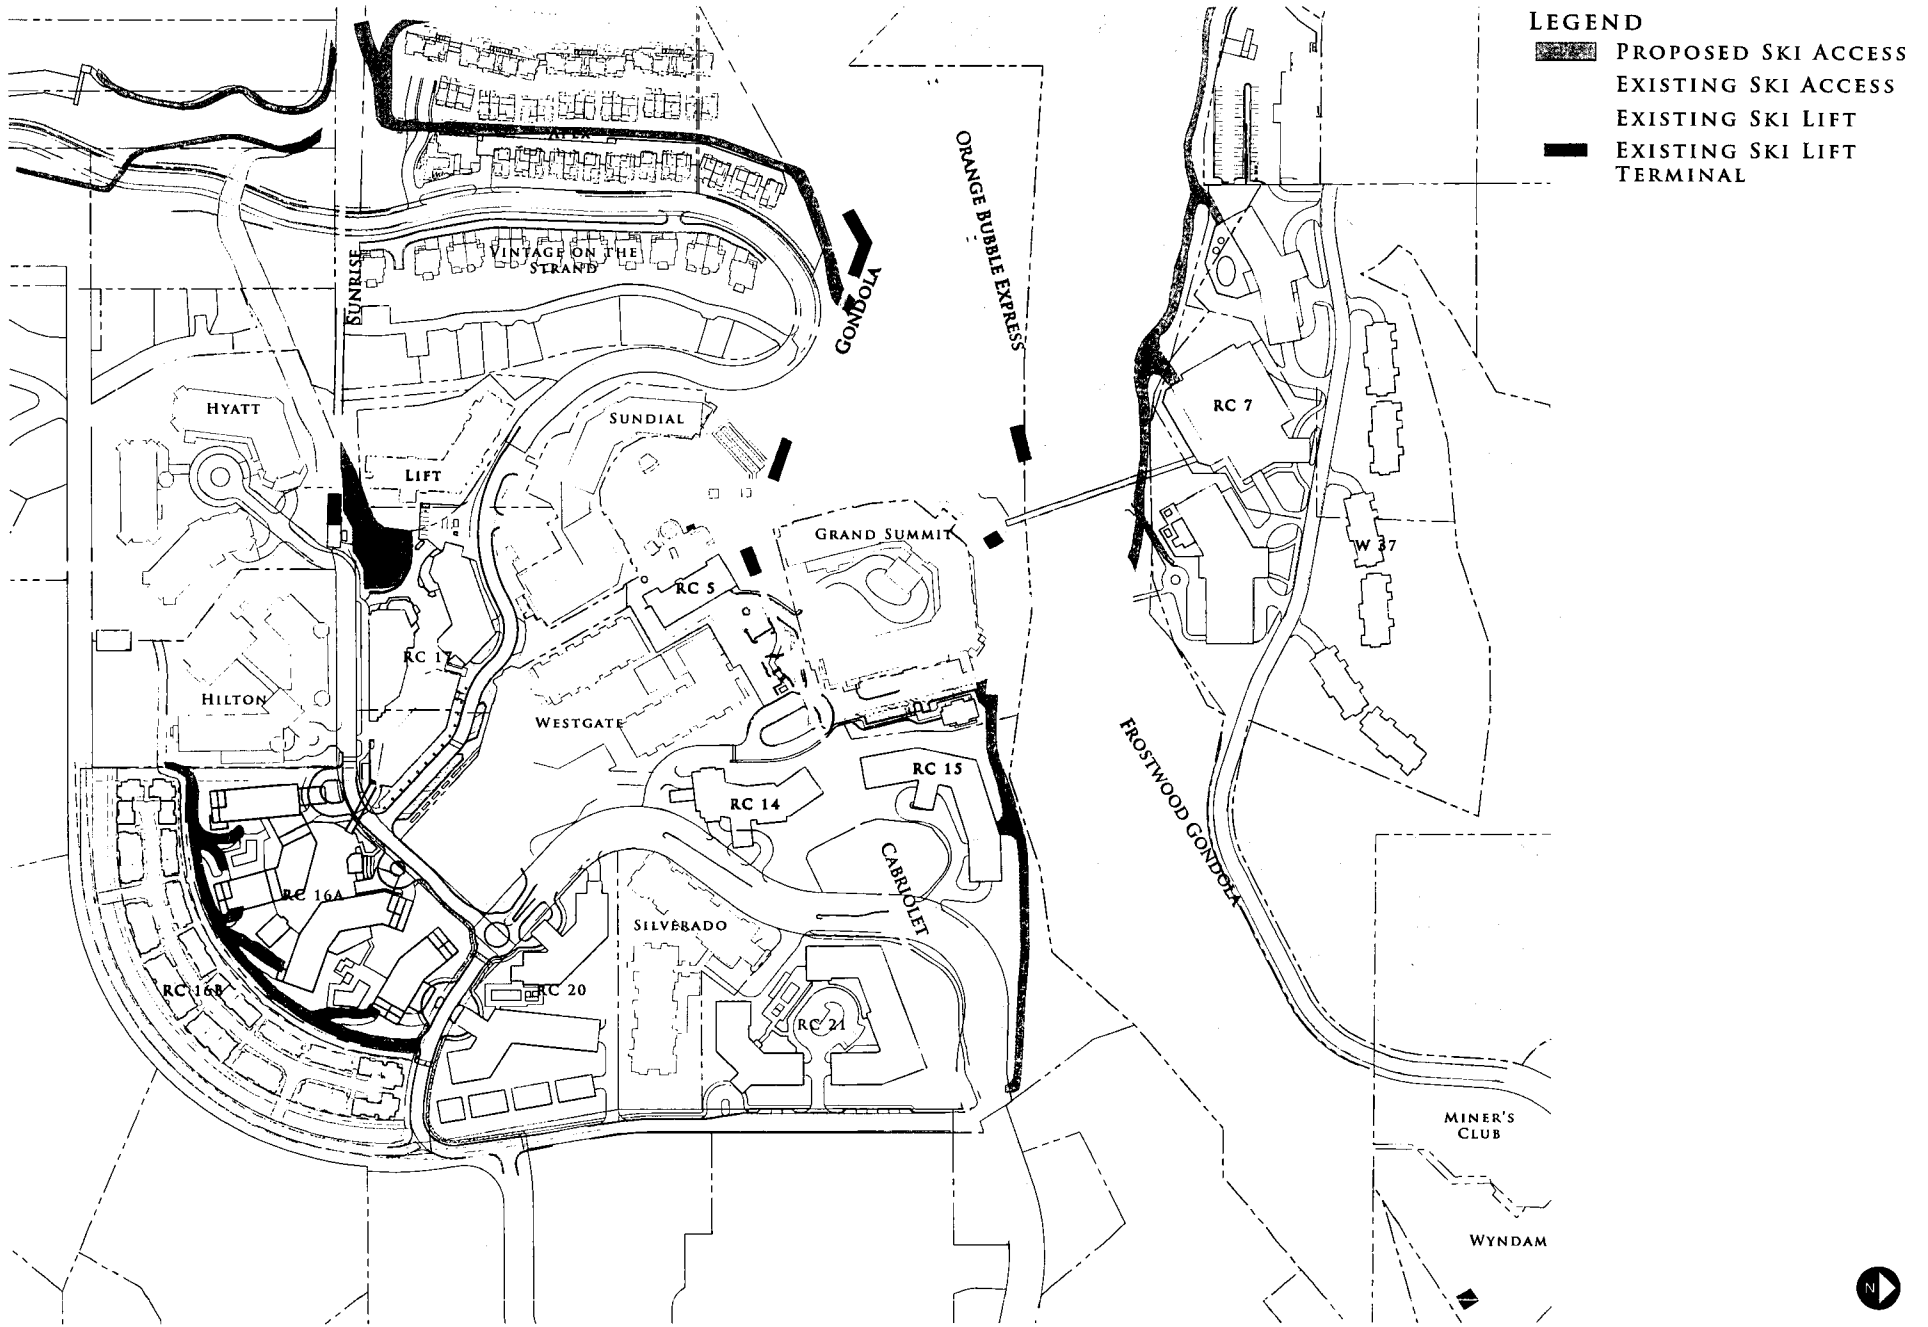 LEGEND
PROPOSED SKI ACCESS
EXISTING SKI ACCESS
EXISTING SKI LIFT
EXISTING SKI LIFT
TERMINAL
APEX
ORANGE BUBBLE EXPRESS
VINTAGE ON THE
STRAND
SUNRISE
GONDOLA
HYATT
SUNDIAL
RC 7
LIFT
GRAND SUMMIT
W 37
RC 5
RC 17
HILTON
WESTGATE
FROSTWOOD GONDOLA
RC 15
RC 14
CABRIOLET
RC 16A
SILVERADO
RC 16B
RC 20
RC 21
MINER'S
CLUB
WYNDAM
N